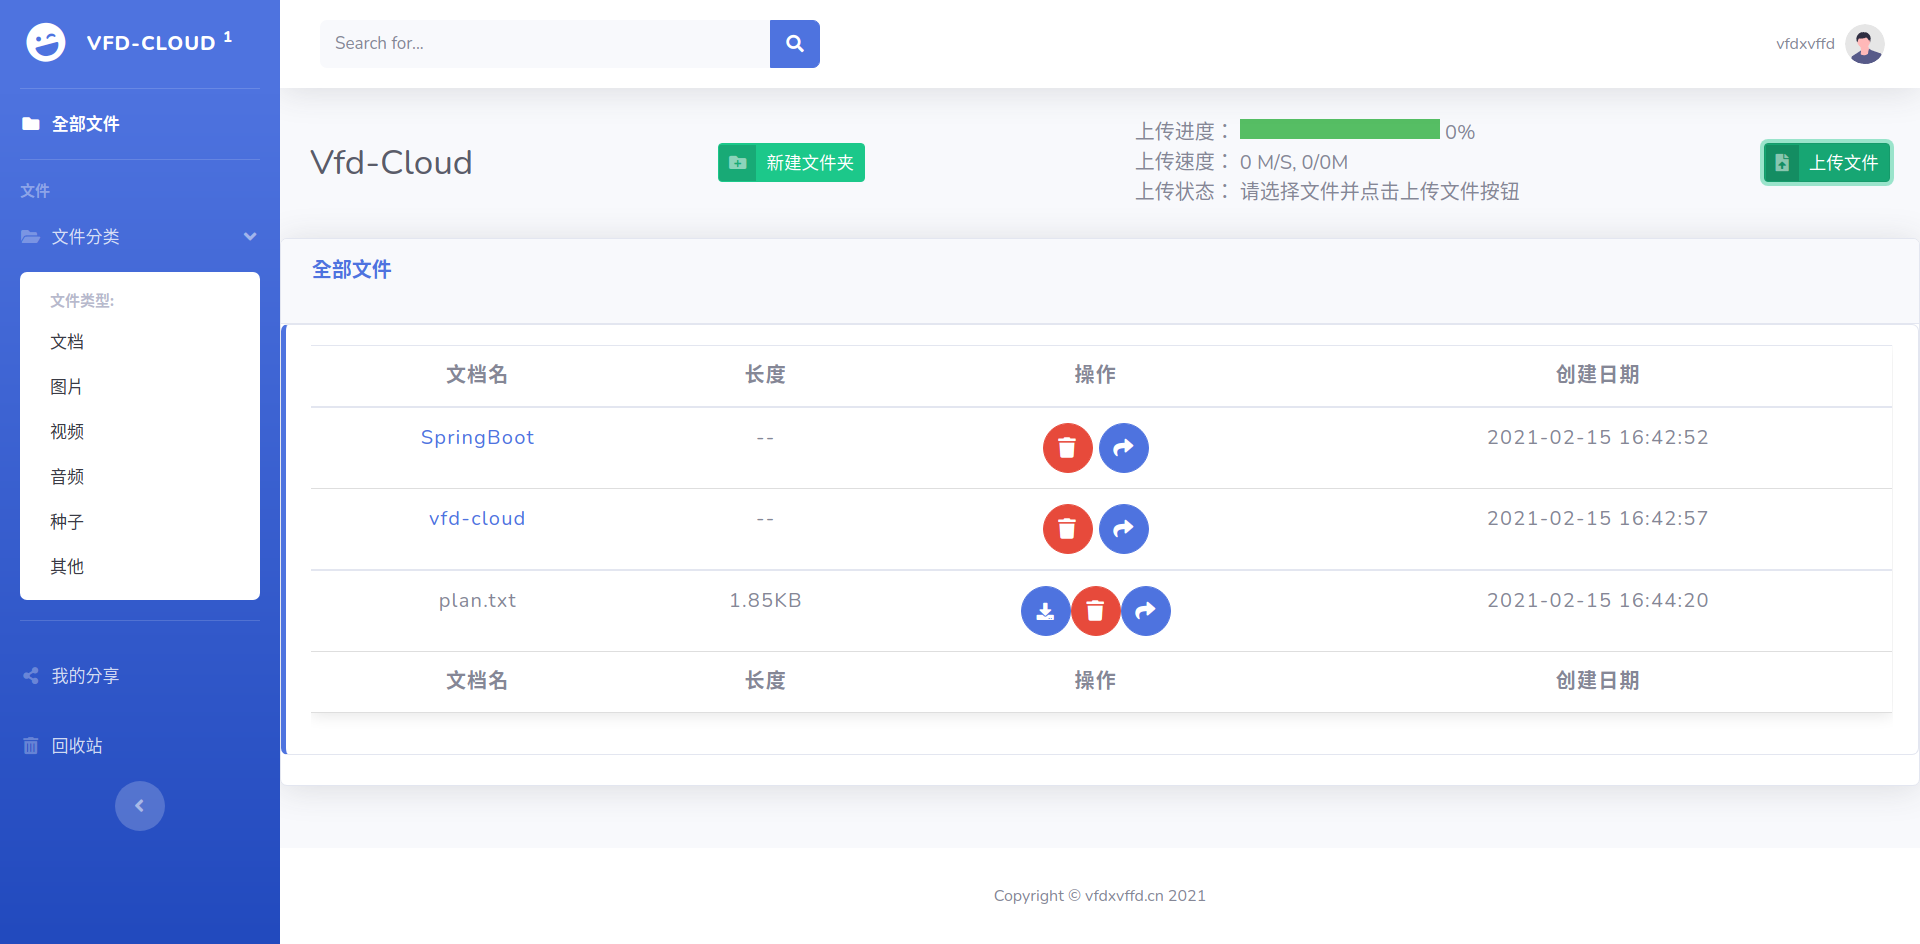 VFD-CLOUD 1
全部文件
文件
文件分类
文件类型:
文档
图片
视频
音频
种子
其他
我的分享
回收站
Search for...
vfdxvffd
Vfd-Cloud
新建文件夹
上传进度： 0%
上传速度： 0 M/S, 0/0M
上传状态： 请选择文件并点击上传文件按钮
上传文件
全部文件
文档名 长度 操作 创建日期
SpringBoot -- 2021-02-15 16:42:52
vfd-cloud -- 2021-02-15 16:42:57
plan.txt 1.85KB 2021-02-15 16:44:20
文档名 长度 操作 创建日期
Copyright © vfdxvffd.cn 2021